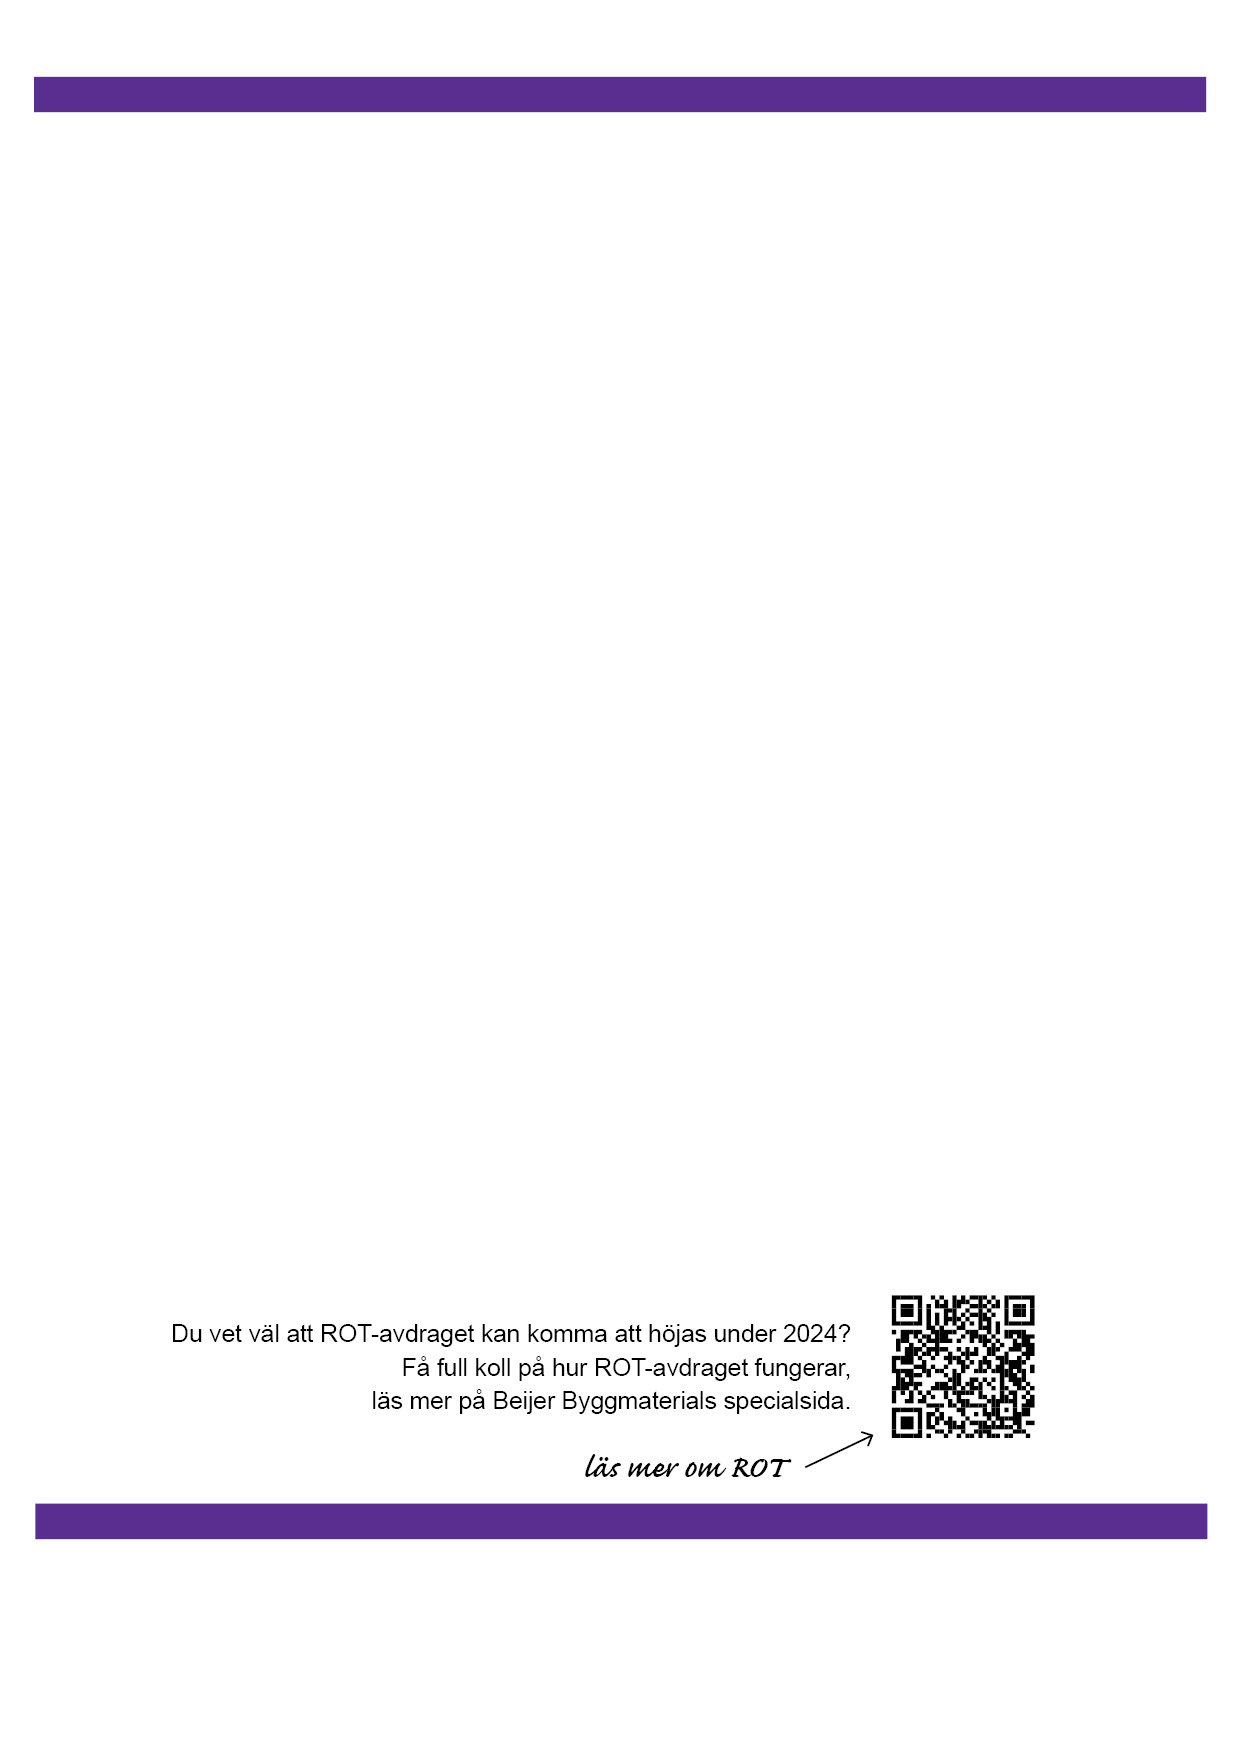 Du vet väl att ROT-avdraget kan komma att höjas under 2024?
Få full koll på hur ROT-avdraget fungerar,
läs mer på Beijer Byggmaterials specialsida.
läs mer om ROT